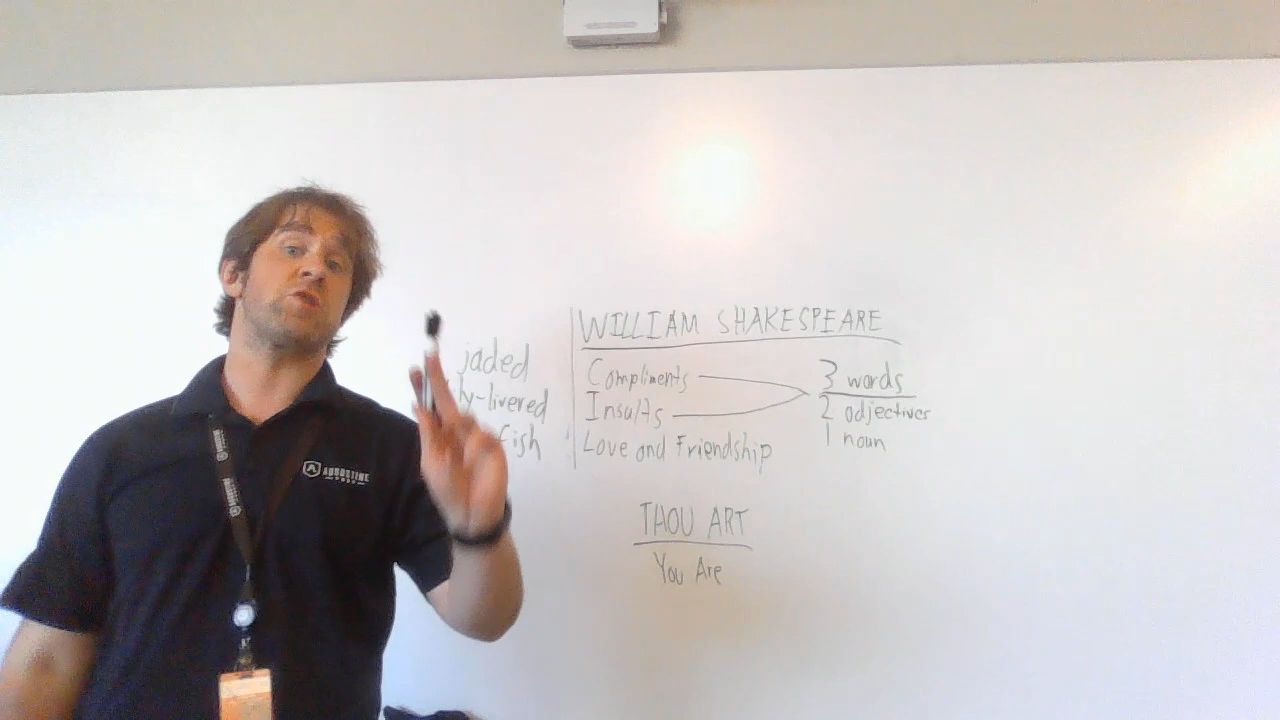 jaded
ly-livered
fish
WILLIAM SHAKESPEARE
Compliments
Insults
Love and Friendship
3 words
2 adjectives
1 noun
THOU ART
You Are
AUGUSTINE